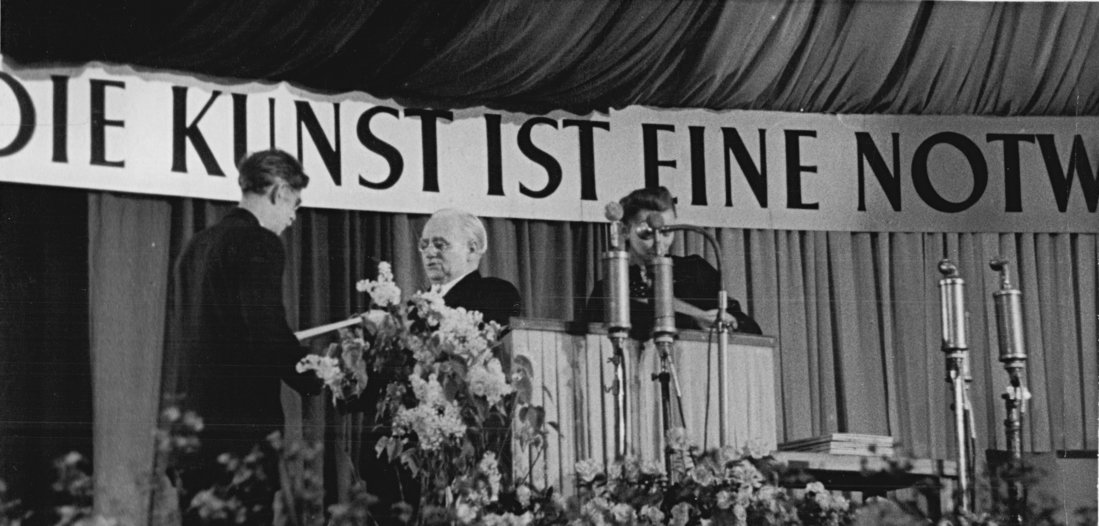 DIE KUNST IST EINE NOTW